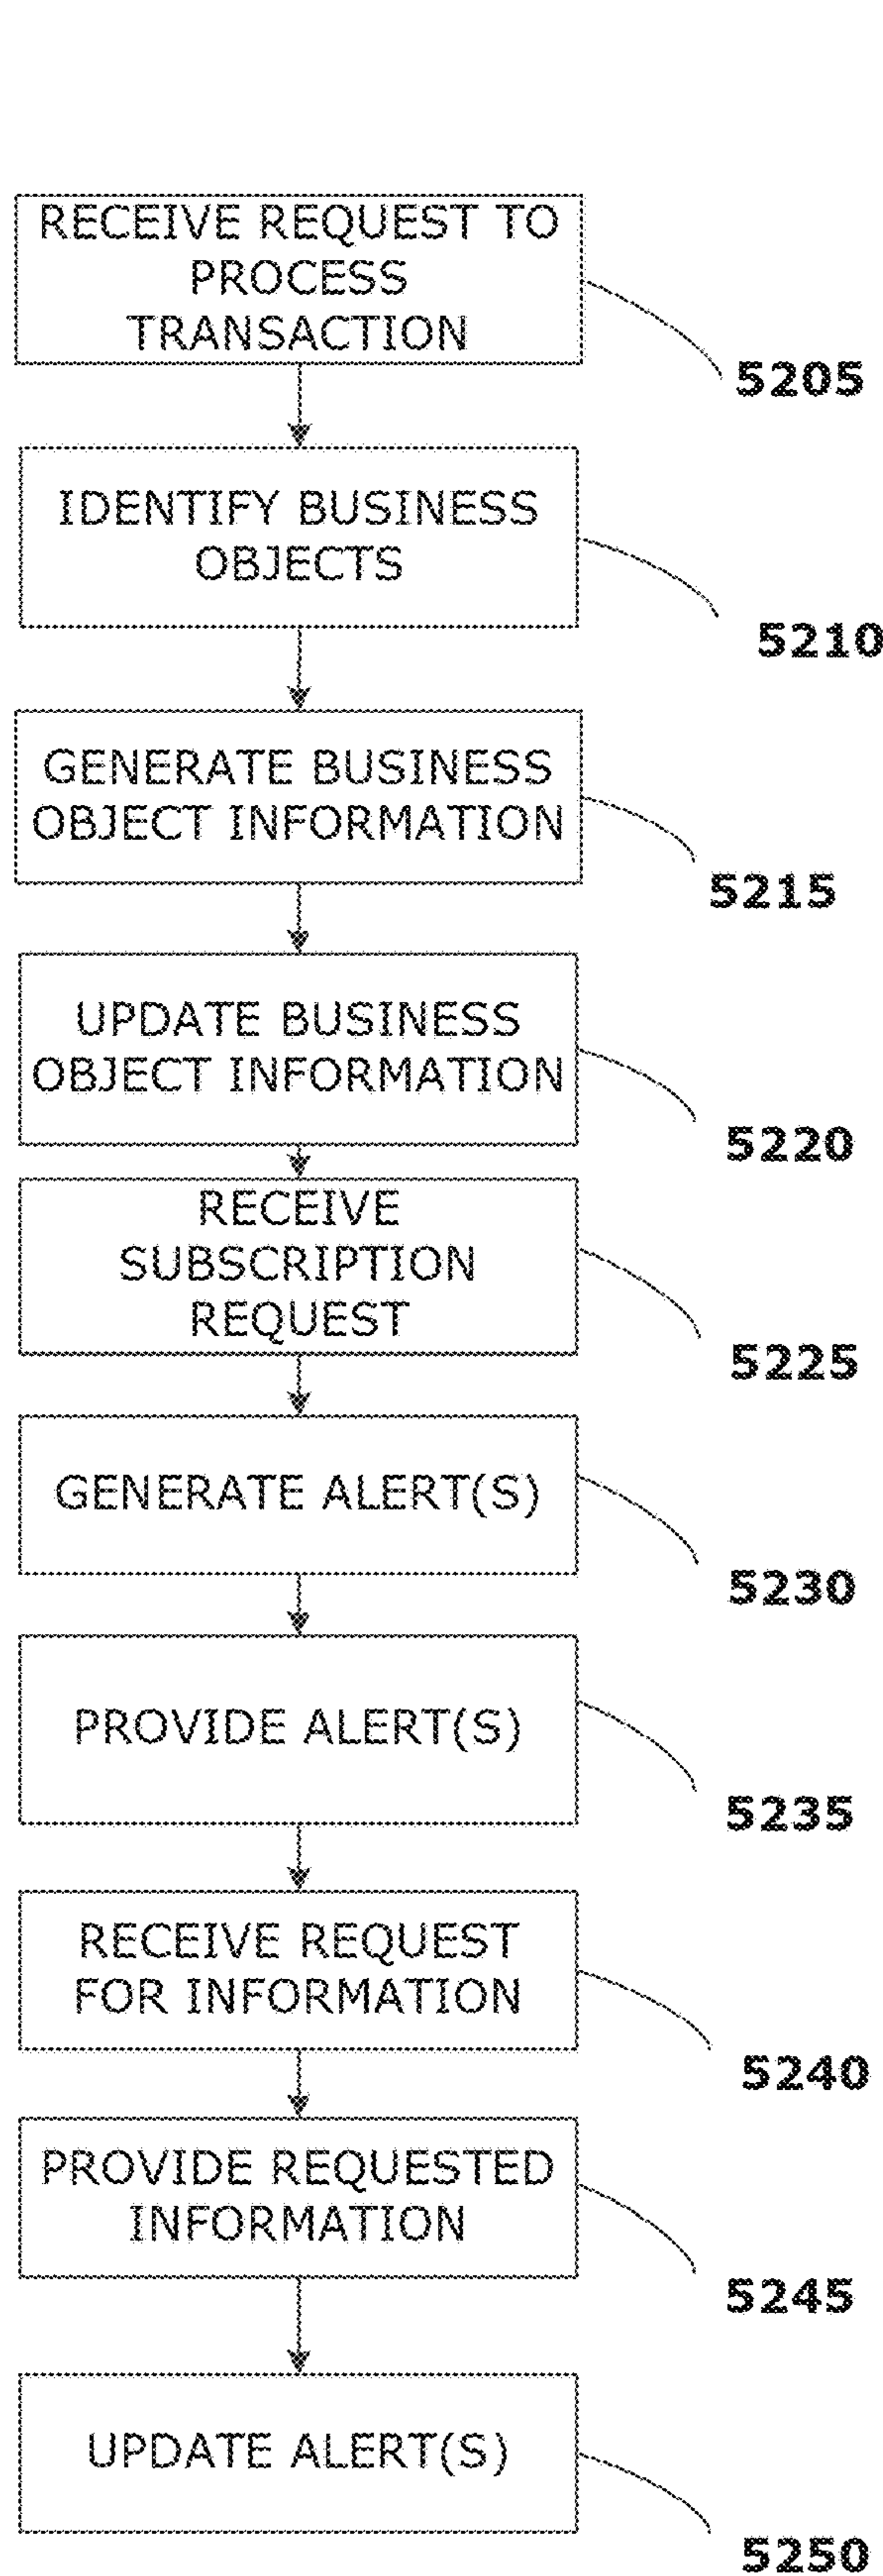 RECEIVE REQUEST TO
PROCESS
TRANSACTION
5205
IDENTIFY BUSINESS
OBJECTS
5210
GENERATE BUSINESS
OBJECT INFORMATION
5215
UPDATE BUSINESS
OBJECT INFORMATION
5220
RECEIVE
SUBSCRIPTION
REQUEST
5225
GENERATE ALERT(S)
5230
PROVIDE ALERT(S)
5235
RECEIVE REQUEST
FOR INFORMATION
5240
PROVIDE REQUESTED
INFORMATION
5245
UPDATE ALERT(S)
5250